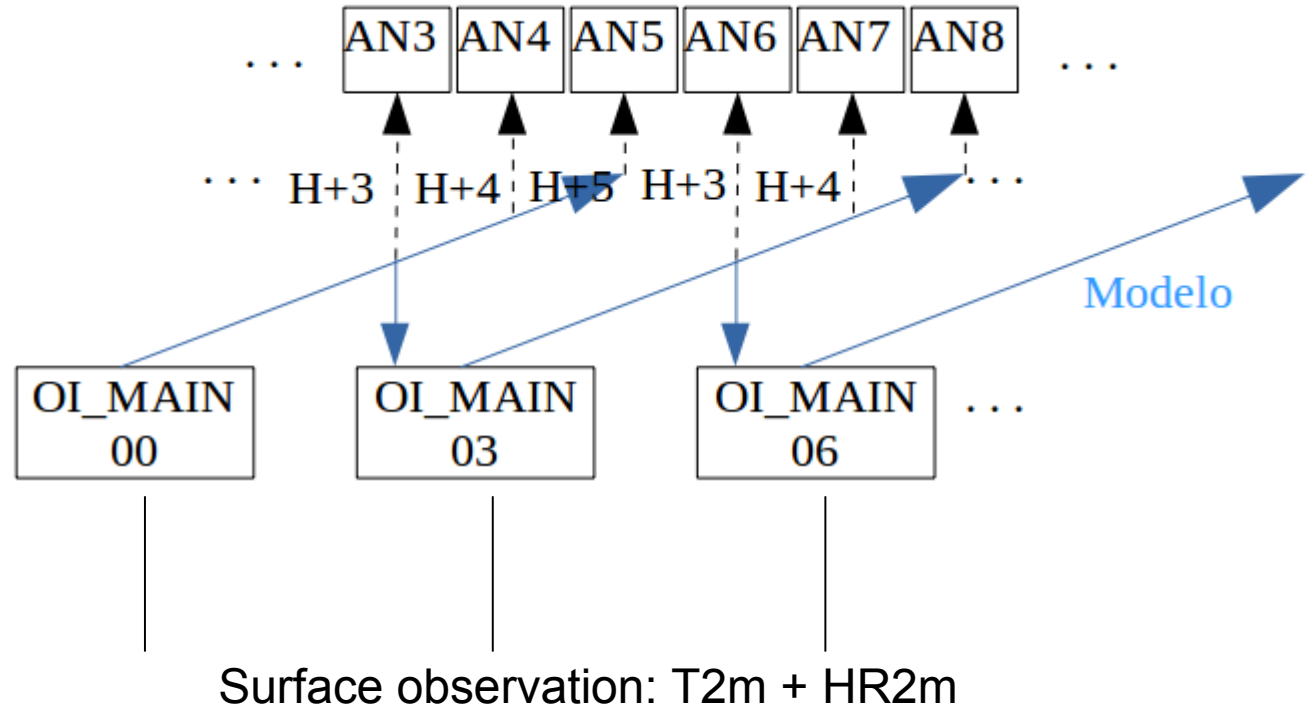 . . . AN3 AN4 AN5 AN6 AN7 AN8 . . .
. . . H+3 H+4 H+5 H+3 H+4 . . .
Modelo
OI_MAIN
00
OI_MAIN
03
OI_MAIN
06
. . .
Surface observation: T2m + HR2m